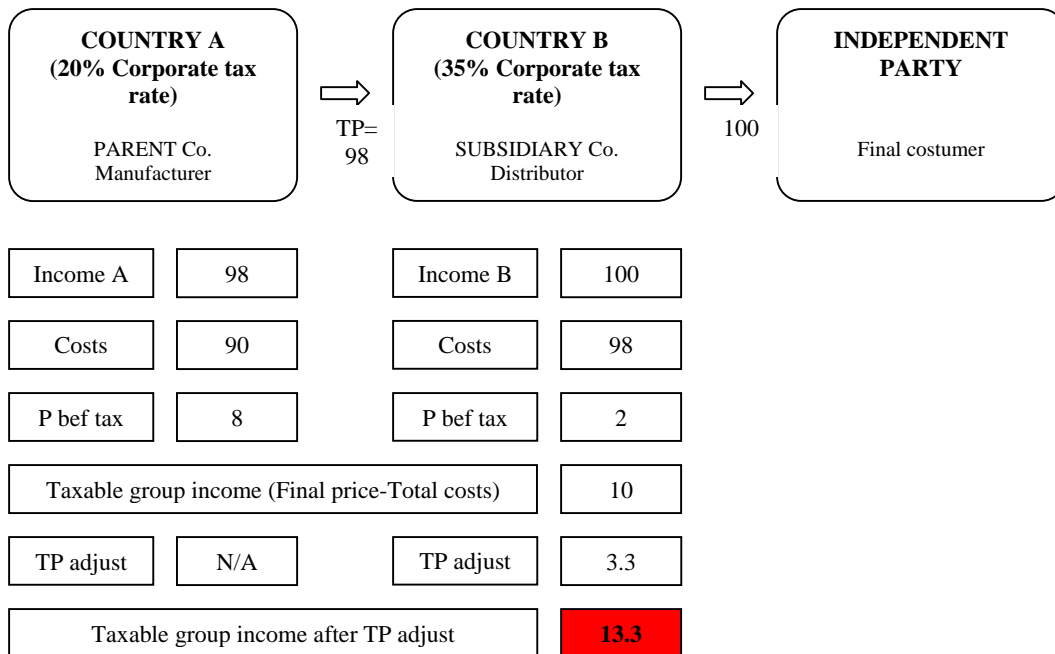 COUNTRY A
(20% Corporate tax
rate)
PARENT Co.
Manufacturer
TP=
98
COUNTRY B
(35% Corporate tax
rate)
SUBSIDIARY Co.
Distributor
100
INDEPENDENT
PARTY
Final costumer
Income A
98
Income B
100
Costs
90
Costs
98
P bef tax
8
P bef tax
2
Taxable group income (Final price-Total costs)
10
TP adjust
N/A
TP adjust
3.3
Taxable group income after TP adjust
13.3